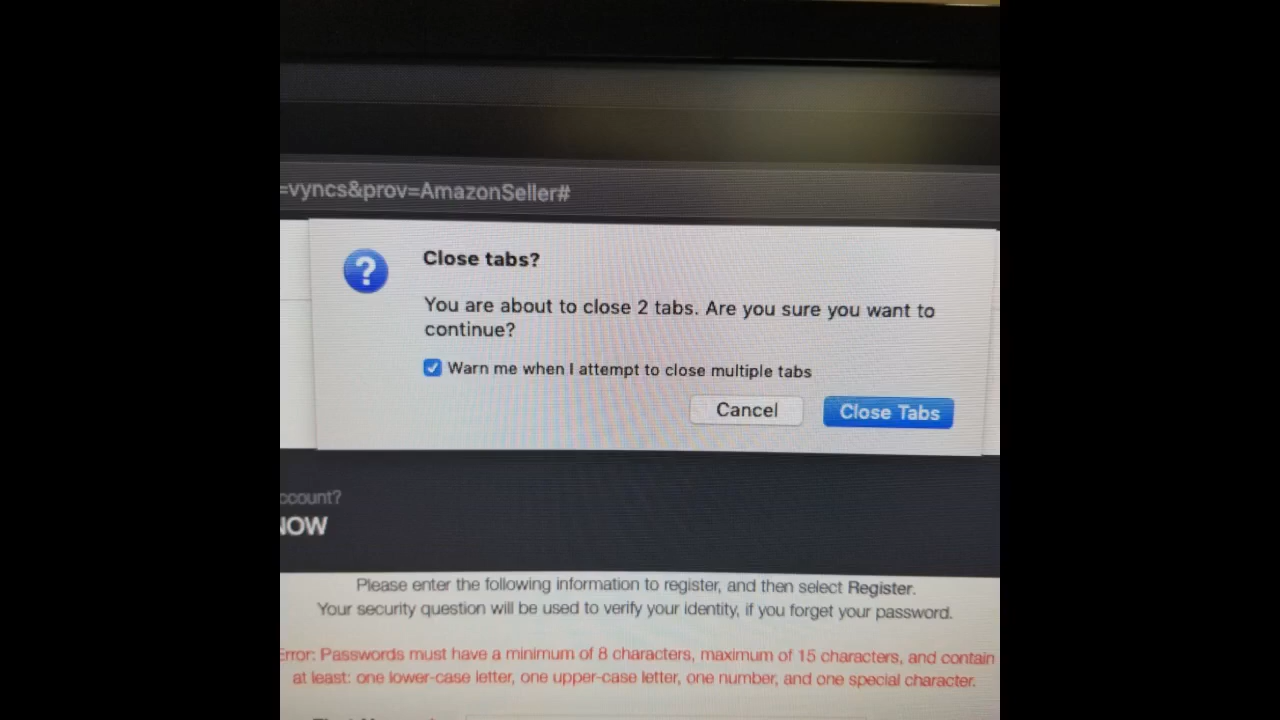 =vyncs&prov=AmazonSeller#
?
Close tabs?
You are about to close 2 tabs. Are you sure you want to
continue?
Warn me when I attempt to close multiple tabs
Cancel Close Tabs
ccount?
NOW
Please enter the following information to register, and then select Register.
Your security question will be used to verify your identity, if you forget your password.
Error: Passwords must have a minimum of 8 characters, maximum of 15 characters, and contain
at least: one lower-case letter, one upper-case letter, one number, and one special character.